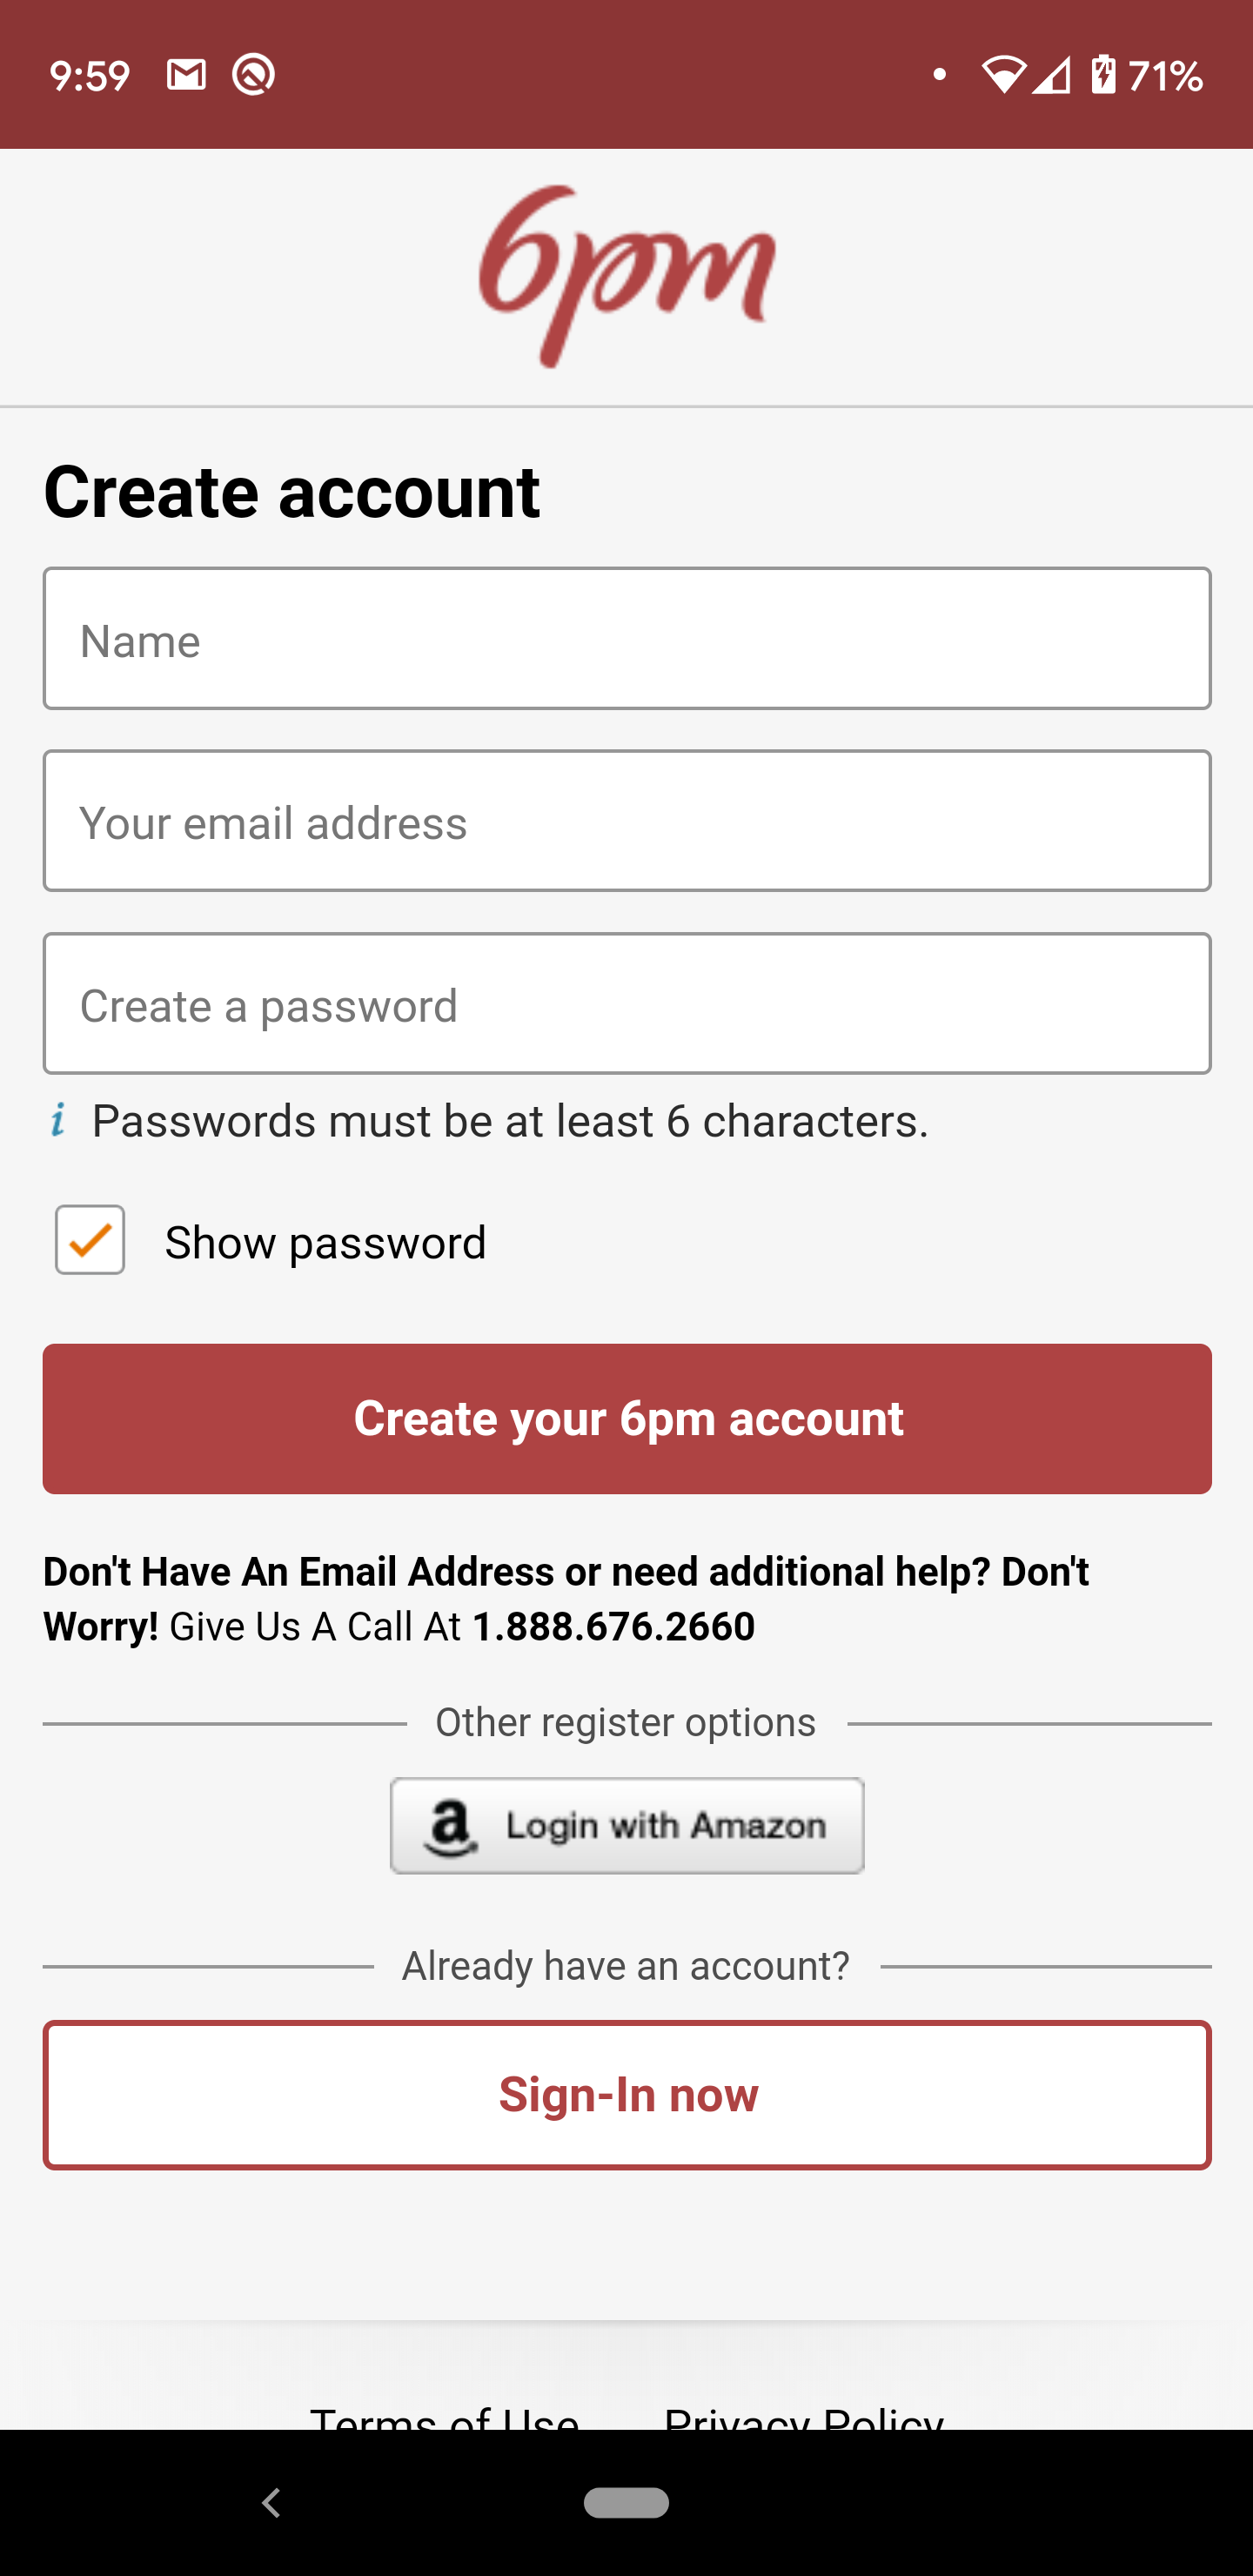 9:59 71%
6pm
Create account
Name
Your email address
Create a password
i Passwords must be at least 6 characters.
Show password
Create your 6pm account
Don't Have An Email Address or need additional help? Don't
Worry! Give Us A Call At 1.888.676.2660
Other register options
a Login with Amazon
Already have an account?
Sign-In now
Terms of Use Privacy Policy